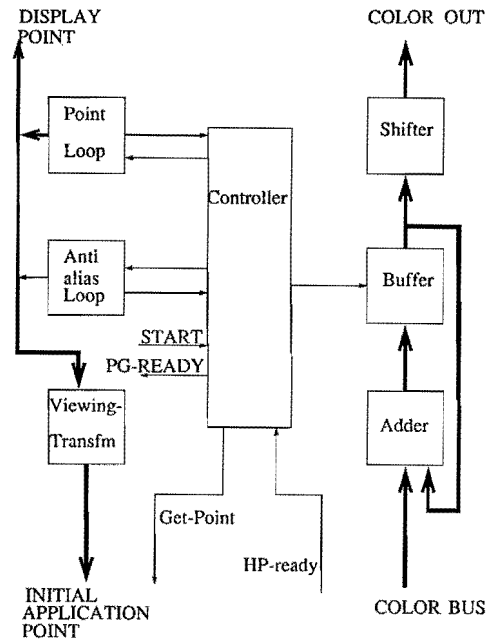 DISPLAY
POINT
COLOR OUT
Point
Loop
Shifter
Controller
Anti
alias
Loop
Buffer
START
PG-READY
Viewing-
Transfm
Adder
Get-Point
HP-ready
INITIAL
APPLICATION
POINT
COLOR BUS